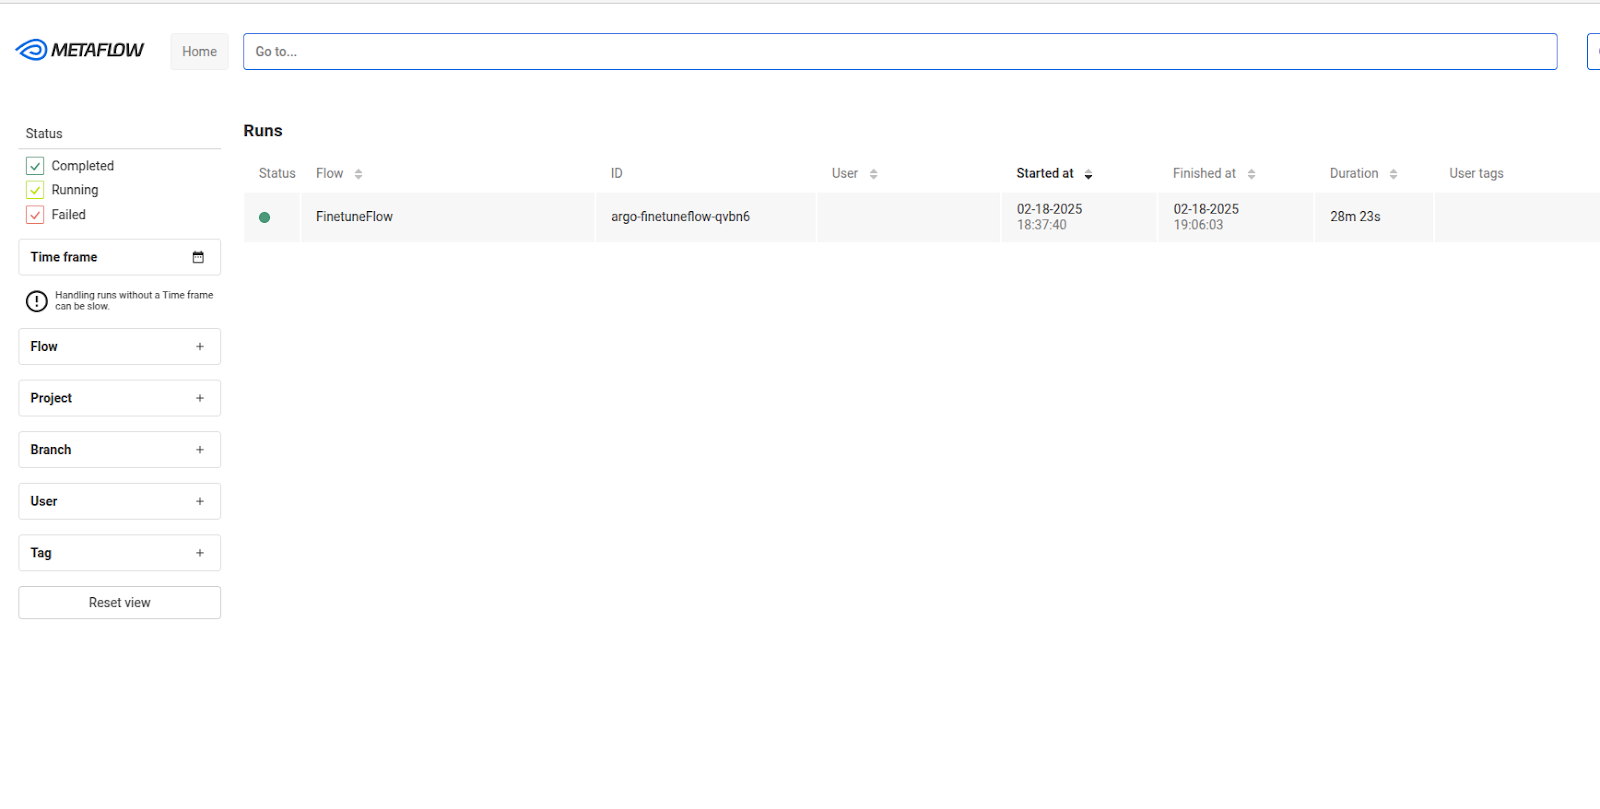 METAFLOW
Home
Go to...
Status
Completed
Running
Failed
Time frame
Handling runs without a Time frame
can be slow.
Flow
Project
Branch
User
Tag
Reset view
Runs
Status Flow ID User Started at Finished at Duration User tags
FinetuneFlow argo-finetuneflow-qvbn6 02-18-2025 02-18-2025 28m 23s
18:37:40 19:06:03